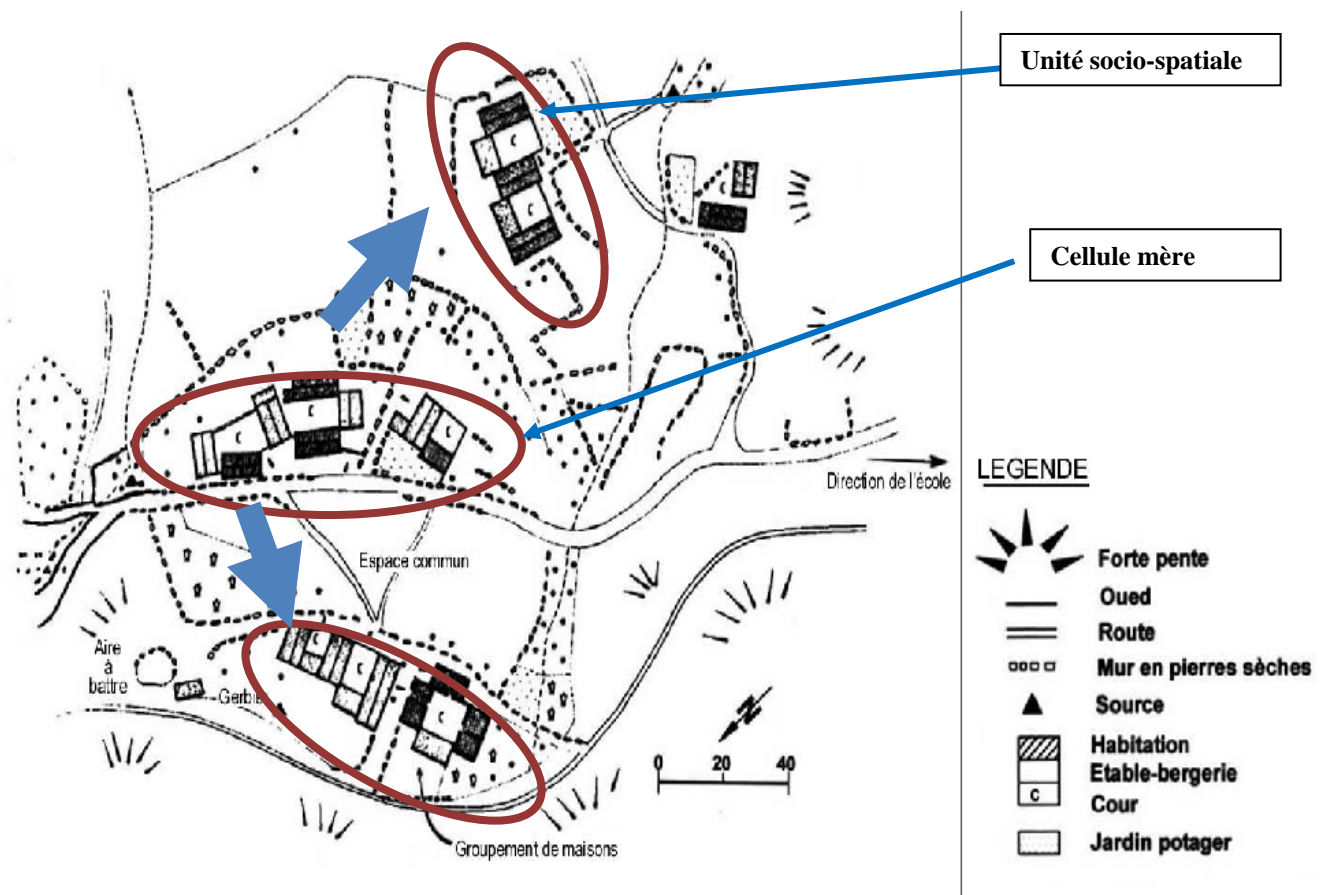 Unité socio-spatiale
C
C
C
Cellule mère
C
C
C
Direction de l'école
LEGENDE
Espace commun
Forte pente
Oued
Route
Aire
à
battre
C
C
Mur en pierres sèches
Gerbier
C
N
Source
Habitation
0 20 40
Etable-bergerie
C
Cour
Groupement de maisons
Jardin potager